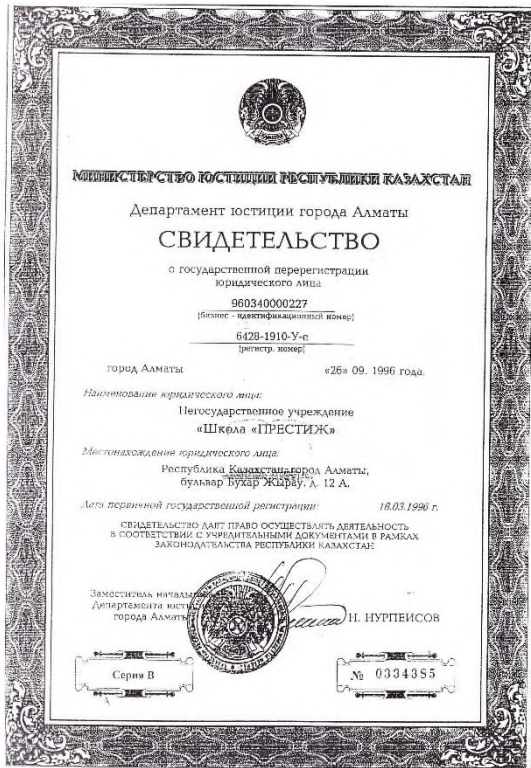 МИНИСТЕРСТВО ЮСТИЦИИ РЕСПУБЛИКИ КАЗАХСТАН
Департамент юстиции города Алматы
СВИДЕТЕЛЬСТВО
о государственной перерегистрации
юридического лица
960340000227
(бизнес - идентификационный номер)
6428-1910-У-е
(регистр. номер)
город Алматы «26» 09. 1996 года.
Наименование юридического лица:
Негосударственное учреждение
«Школа «ПРЕСТИЖ»
Местонахождение юридического лица:
Республика Казахстан, город Алматы,
бульвар Бухар Жырау, д. 12 А.
Дата первичной государственной регистрации: 18.03.1996 г.
СВИДЕТЕЛЬСТВО ДАЕТ ПРАВО ОСУЩЕСТВЛЯТЬ ДЕЯТЕЛЬНОСТЬ
В СООТВЕТСТВИИ С УЧРЕДИТЕЛЬНЫМИ ДОКУМЕНТАМИ В РАМКАХ
ЗАКОНОДАТЕЛЬСТВА РЕСПУБЛИКИ КАЗАХСТАН
Заместитель начальн
Департамента юсти
города Алматы Н. НУРПЕИСОВ
Серия В № 0334385